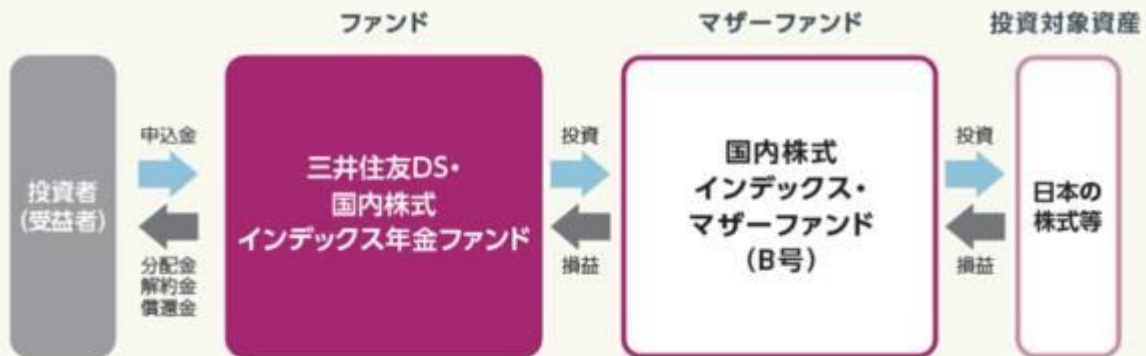 ファンド
マザーファンド
投資対象資産
投資者
(受益者)
申込金
分配金
解約金
償還金
三井住友DS・
国内株式
インデックス年金ファンド
投資
損益
国内株式
インデックス・
マザーファンド
(B号)
投資
損益
日本の
株式等